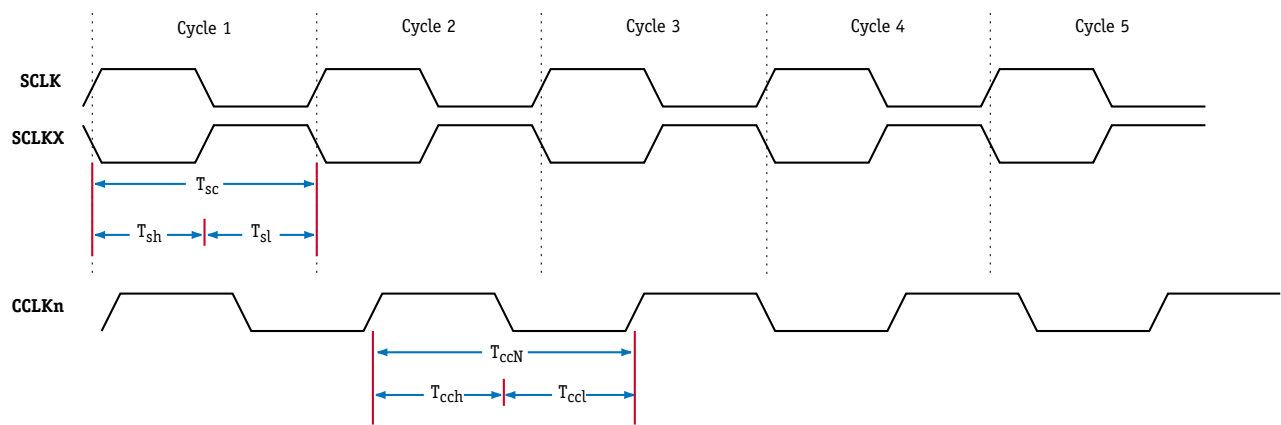 Cycle 1 Cycle 2 Cycle 3 Cycle 4 Cycle 5
SCLK
SCLKX
Tsc
Tsh Tsl
CCLKn
TccN
Tcch Tccl